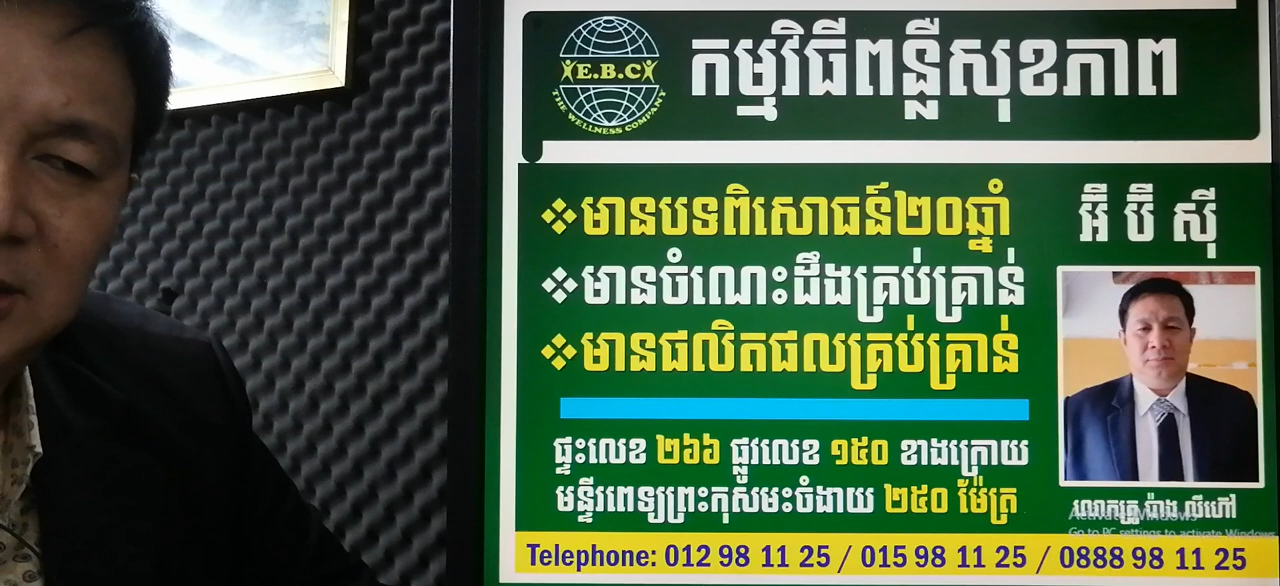 E.B.C
THE WELLNESS COMPANY
កម្មវិធីពន្លឺសុខភាព
❖មានបទពិសោធន៍២០ឆ្នាំ
❖មានចំណេះដឹងគ្រប់គ្រាន់
❖មានផលិតផលគ្រប់គ្រាន់
អ៊ី ប៊ី ស៊ី
ផ្ទះលេខ ២៦៦ ផ្លូវលេខ ១៥០ ខាងក្រោយ
មន្ទីរពេទ្យព្រះកុសុមះចំងាយ ២៥០ ម៉ែត្រ
លីហៅ
Activate Windows
Go to PC settings to activate Windows
Telephone: 012 98 11 25 / 015 98 11 25 / 0888 98 11 25